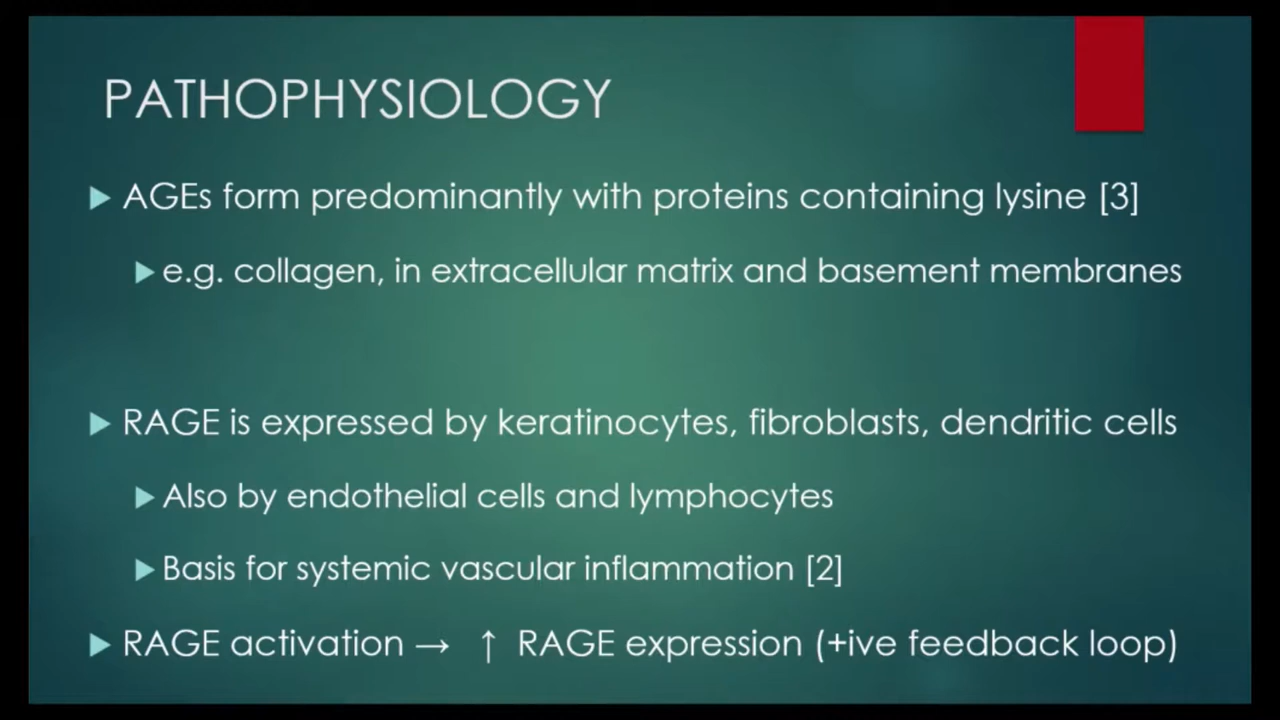 PATHOPHYSIOLOGY
AGEs form predominantly with proteins containing lysine [3]
e.g. collagen, in extracellular matrix and basement membranes
RAGE is expressed by keratinocytes, fibroblasts, dendritic cells
Also by endothelial cells and lymphocytes
Basis for systemic vascular inflammation [2]
RAGE activation → ↑ RAGE expression (+ive feedback loop)